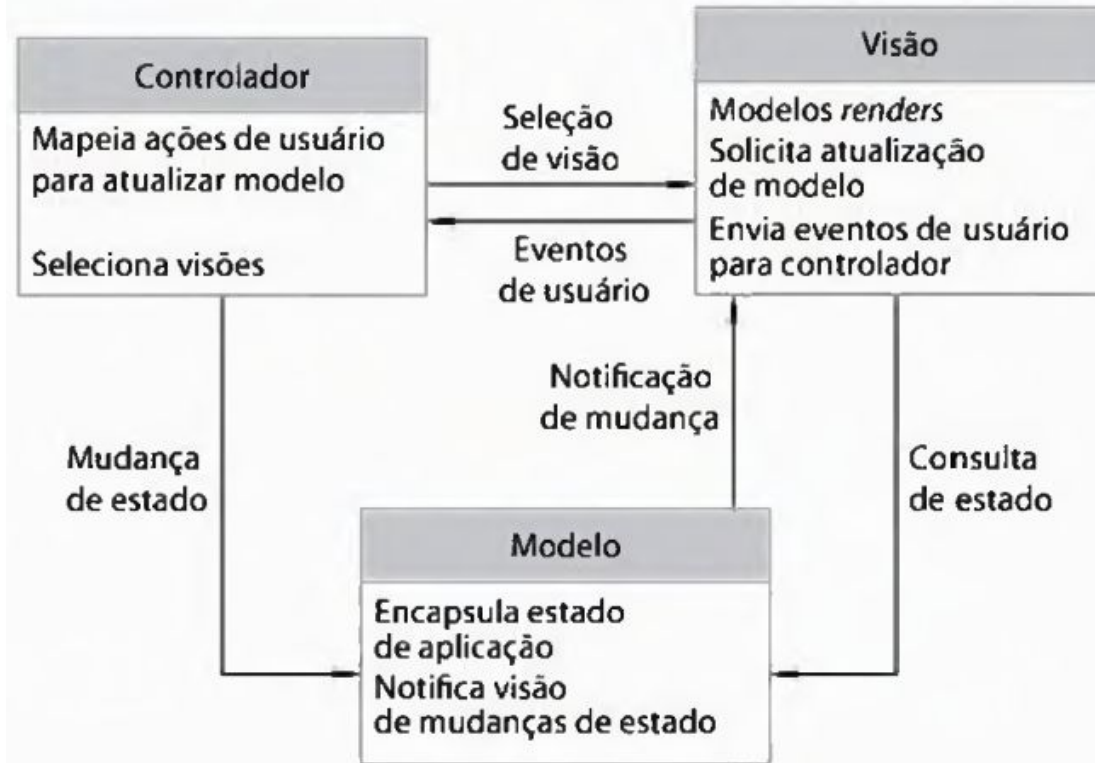 Controlador
Mapeia ações de usuário
para atualizar modelo
Seleciona visões
Seleção
de visão
Eventos
de usuário
Visão
Modelos renders
Solicita atualização
de modelo
Envia eventos de usuário
para controlador
Mudança
de estado
Notificação
de mudança
Consulta
de estado
Modelo
Encapsula estado
de aplicação
Notifica visão
de mudanças de estado